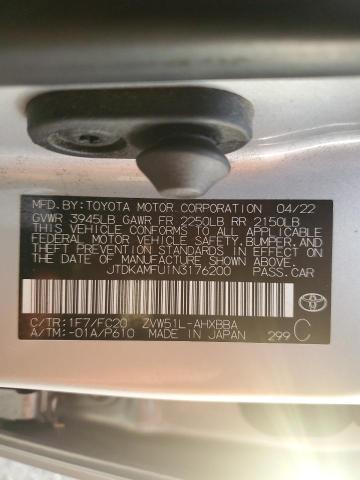 MFD.BY:TOYOTA MOTOR CORPORATION 04/22
GVWR 3945LB GAWR FR 2250LB RR 2150LB
THIS VEHICLE CONFORMS TO ALL APPLICABLE
FEDERAL MOTOR VEHICLE SAFETY, BUMPER, AND
THEFT PREVENTION STANDARDS IN EFFECT ON
THE DATE OF MANUFACTURE SHOWN ABOVE.
JTDKAMFU1N3176200 PASS.CAR
C/TR:1F7/FC20 ZVW51L-AHXBBA
A/TM:-01A/P610 MADE IN JAPAN 299 C